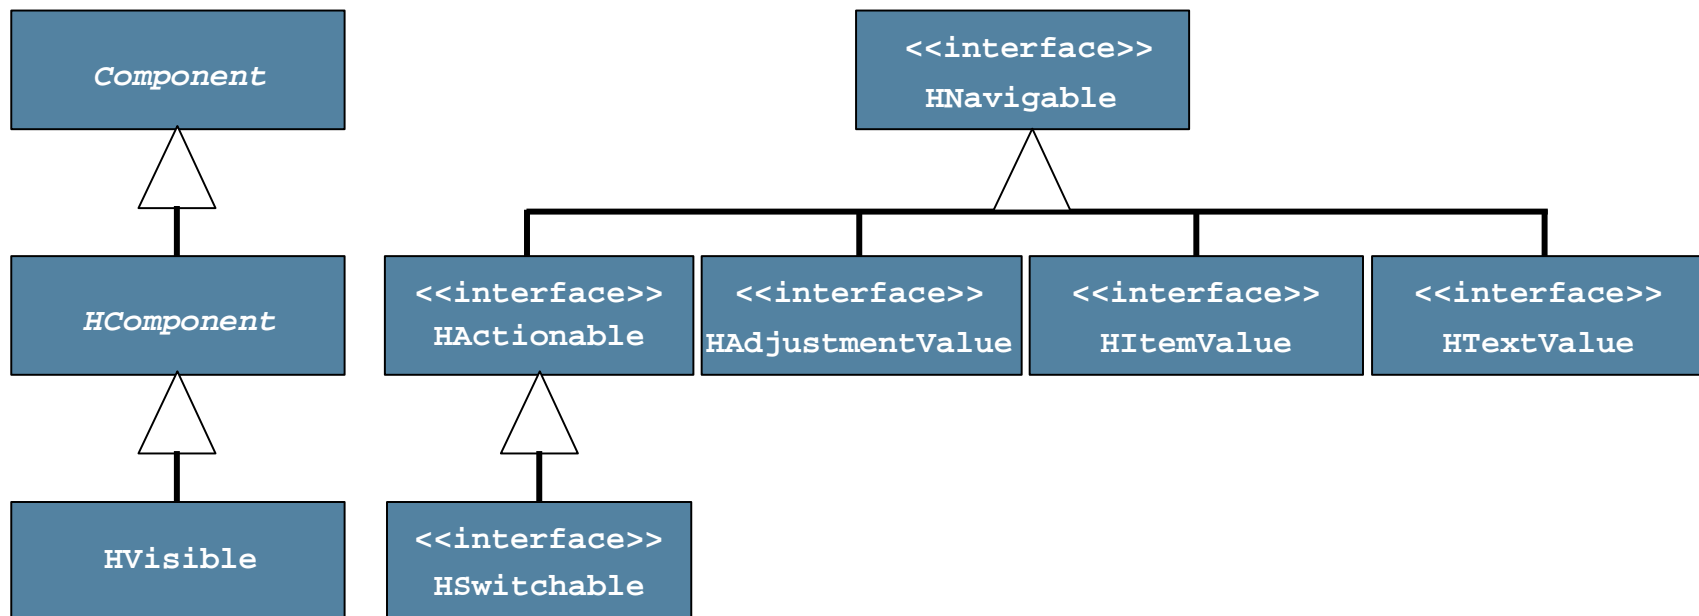 Component
<<interface>>
HNavigable
HComponent
<<interface>>
HActionable
<<interface>>
HAdjustmentValue
<<interface>>
HItemValue
<<interface>>
HTextValue
HVisible
<<interface>>
HSwitchable